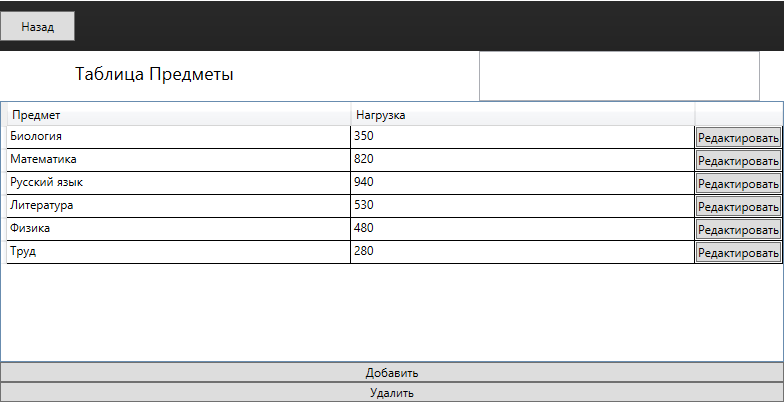 Назад
Таблица Предметы
Предмет Нагрузка
Биология 350 Редактировать
Математика 820 Редактировать
Русский язык 940 Редактировать
Литература 530 Редактировать
Физика 480 Редактировать
Труд 280 Редактировать
Добавить
Удалить